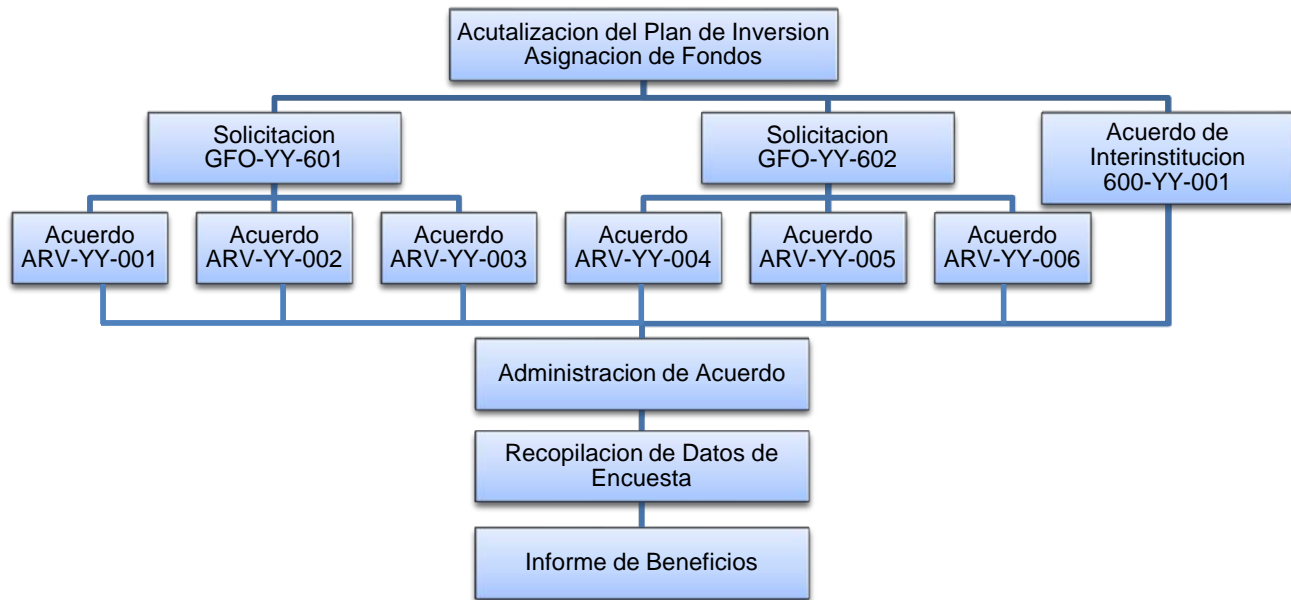 Acutalizacion del Plan de Inversion
Asignacion de Fondos
Solicitacion
GFO-YY-601
Solicitacion
GFO-YY-602
Acuerdo de
Interinstitucion
600-YY-001
Acuerdo
ARV-YY-001
Acuerdo
ARV-YY-002
Acuerdo
ARV-YY-003
Acuerdo
ARV-YY-004
Acuerdo
ARV-YY-005
Acuerdo
ARV-YY-006
Administracion de Acuerdo
Recopilacion de Datos de
Encuesta
Informe de Beneficios